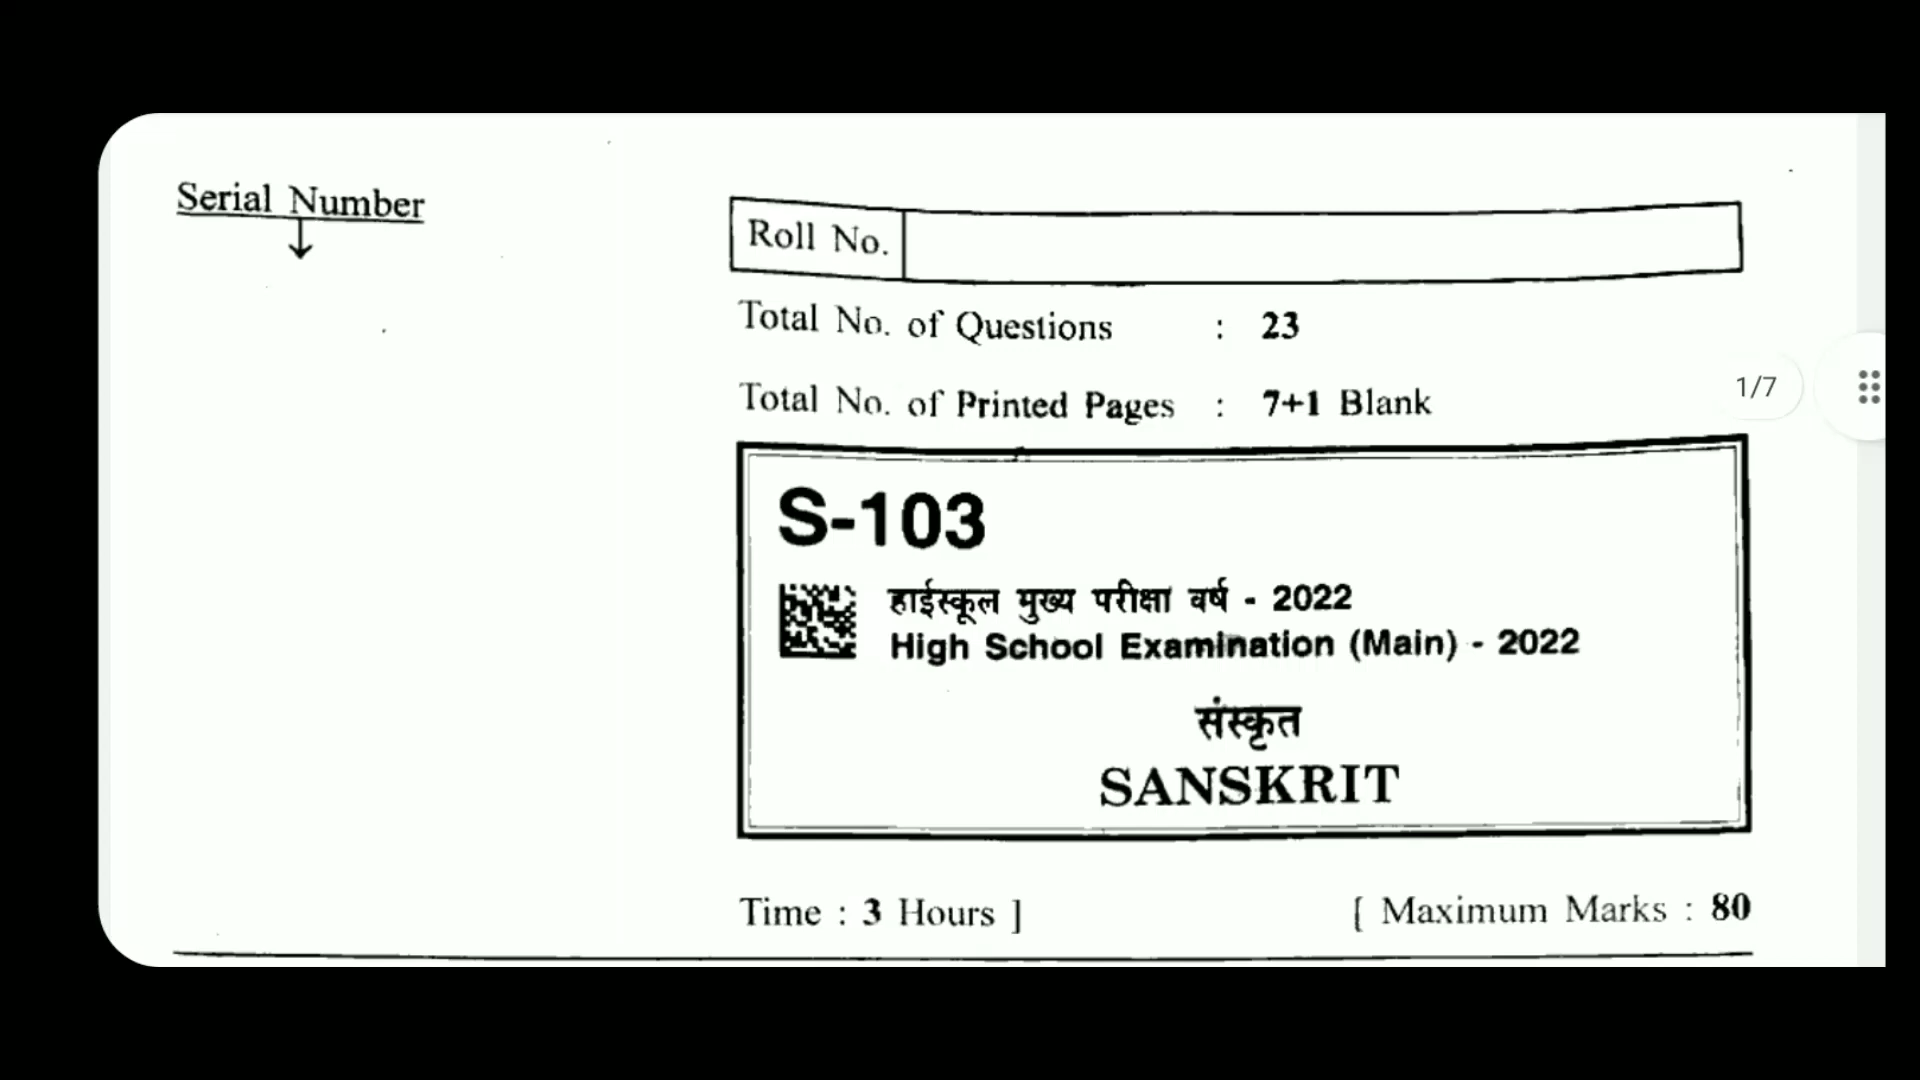 Serial Number
↓
Roll No.
Total No. of Questions : 23
Total No. of Printed Pages : 7+1 Blank
1/7
S-103
हाईस्कूल मुख्य परीक्षा वर्ष - 2022
High School Examination (Main) - 2022
संस्कृत
SANSKRIT
Time : 3 Hours ] [ Maximum Marks : 80